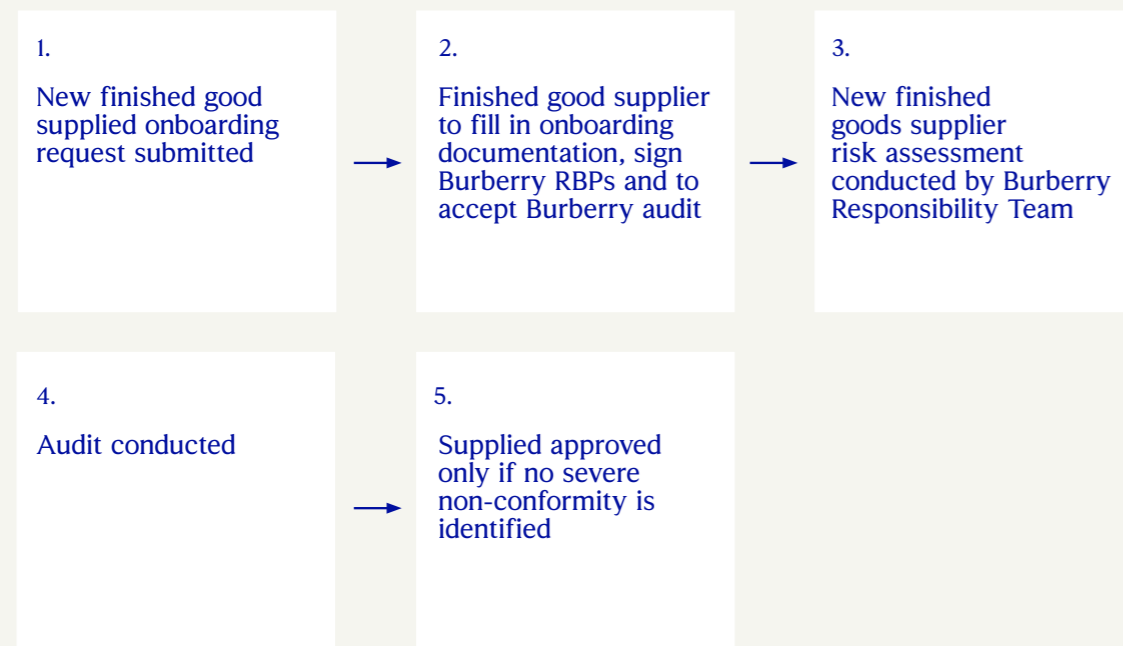 1.
New finished good
supplied onboarding
request submitted
2.
Finished good supplier
to fill in onboarding
documentation, sign
Burberry RBPs and to
accept Burberry audit
3.
New finished
goods supplier
risk assessment
conducted by Burberry
Responsibility Team
4.
Audit conducted
5.
Supplied approved
only if no severe
non-conformity is
identified